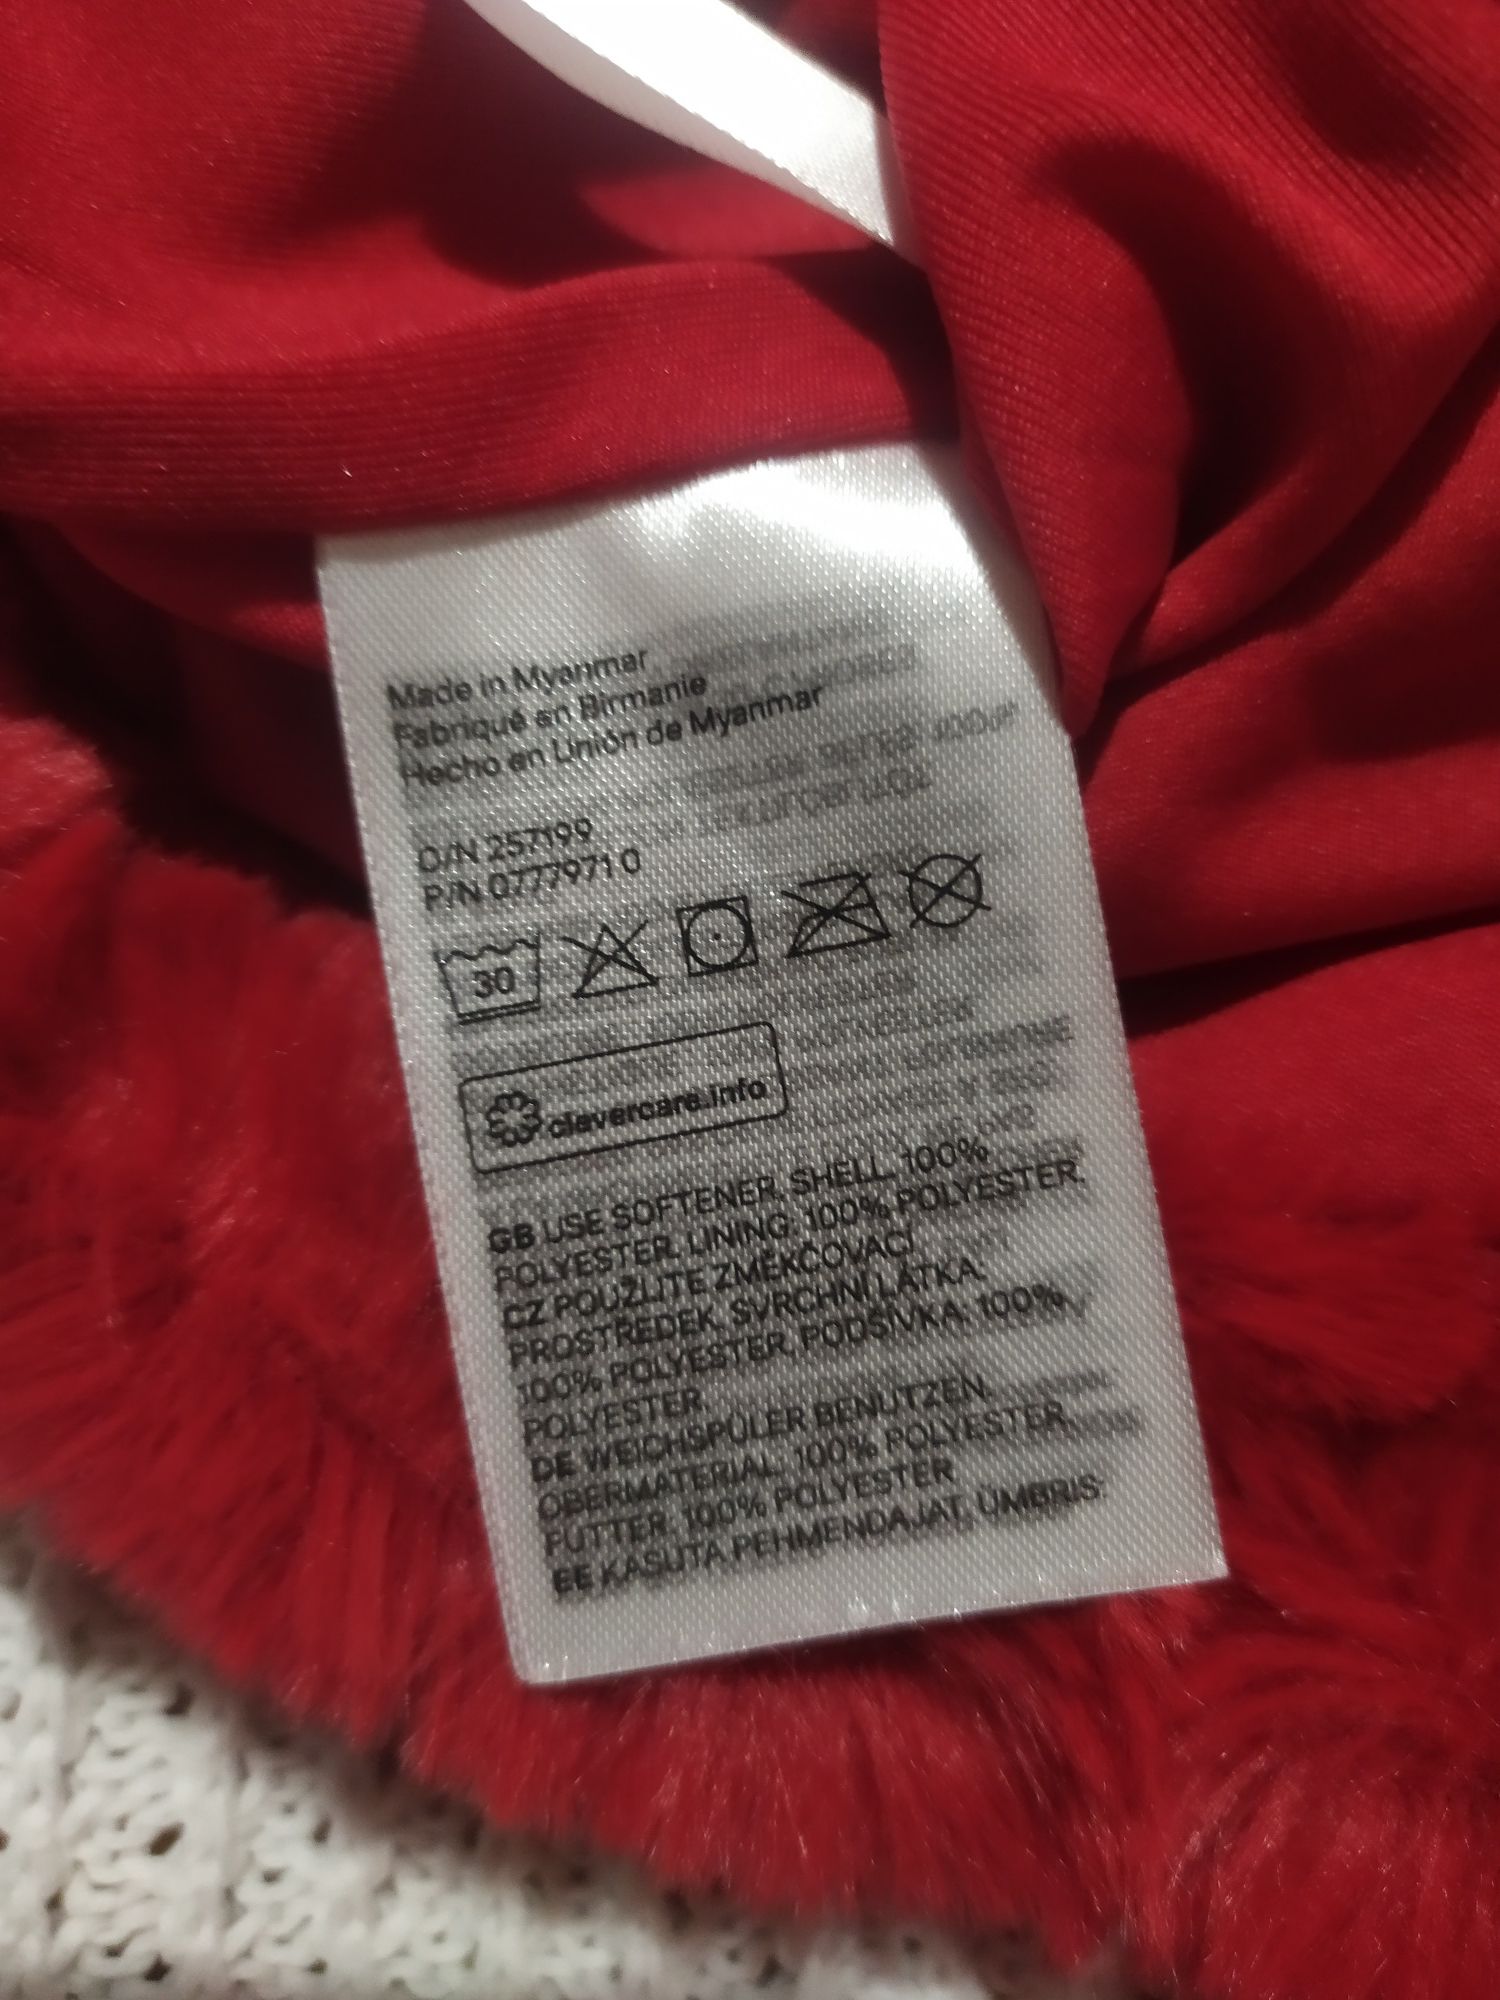 Made in Myanmar
Fabriqué en Birmanie
Hecho en Unión de Myanmar
O/N 257199
P/N 0777971 0
30
clevercare.info
GB USE SOFTENER. SHELL 100%
POLYESTER. LINING: 100% POLYESTER.
CZ POUŽIJTE ZMĚKČOVACÍ
PROSTŘEDEK. SVRCHNÍ LÁTKA:
100% POLYESTER. PODŠÍVKA: 100%
POLYESTER
DE WEICHSPÜLER BENUTZEN.
OBERMATERIAL: 100% POLYESTER.
FUTTER: 100% POLYESTER
EE KASUTA PEHMENDAJAT. ÜMBRIS: